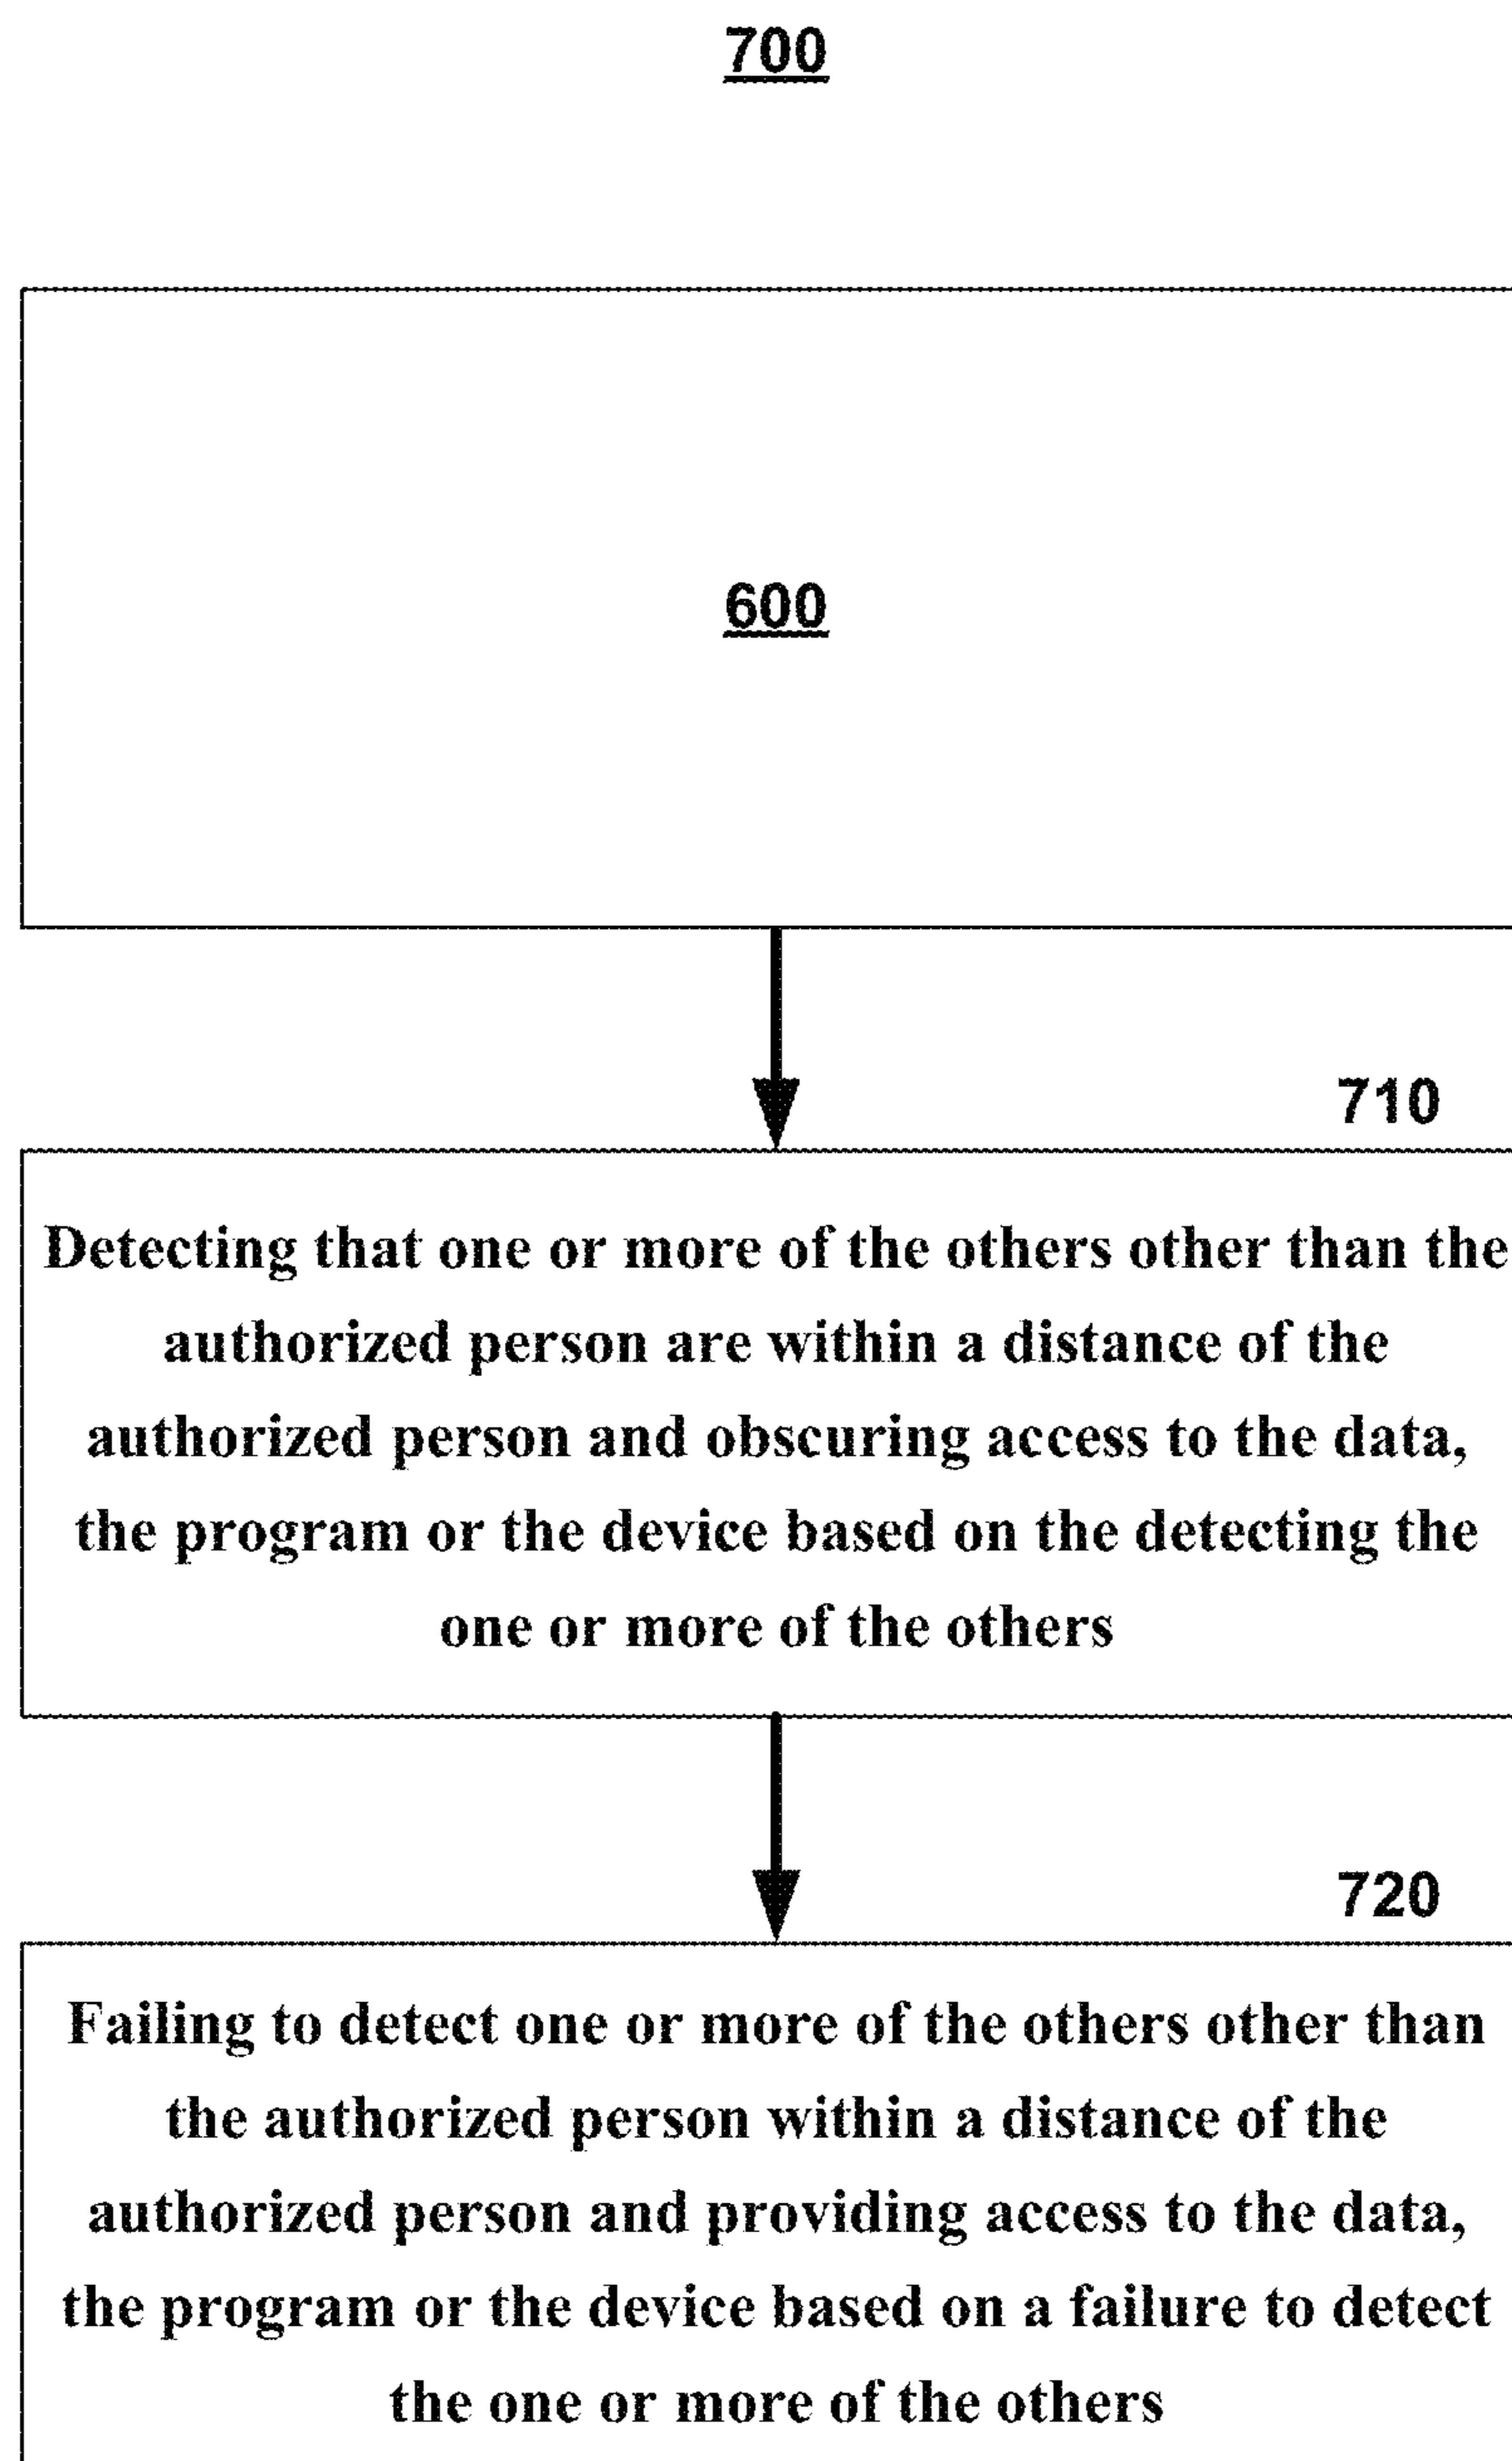 700
600
710
Detecting that one or more of the others other than the
authorized person are within a distance of the
authorized person and obscuring access to the data,
the program or the device based on the detecting the
one or more of the others
720
Failing to detect one or more of the others other than
the authorized person within a distance of the
authorized person and providing access to the data,
the program or the device based on a failure to detect
the one or more of the others